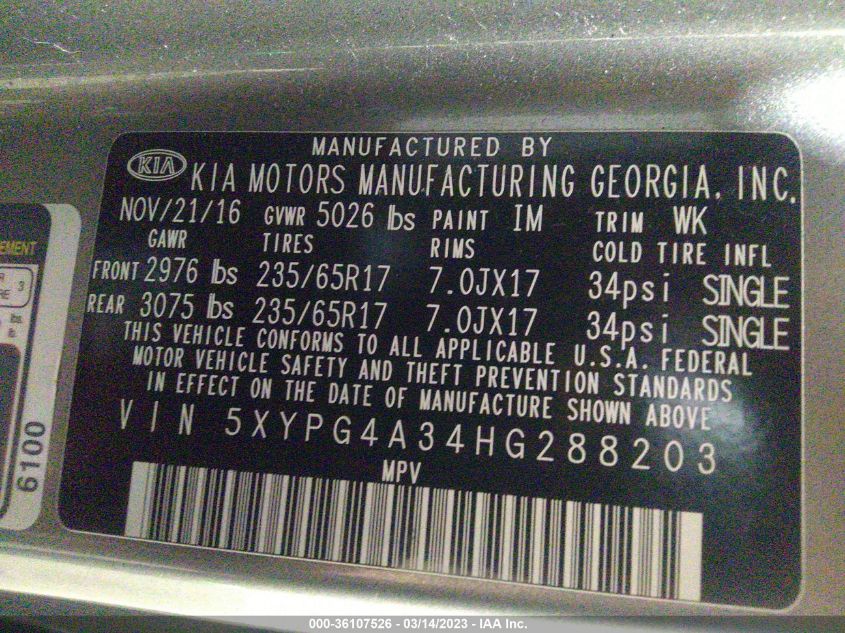 MANUFACTURED BY
KIA KIA MOTORS MANUFACTURING GEORGIA, INC.
NOV/21/16 GVWR 5026 lbs PAINT IM TRIM WK
GAWR TIRES RIMS COLD TIRE INFL
FRONT 2976 lbs 235/65R17 7.0JX17 34psi SINGLE
REAR 3075 lbs 235/65R17 7.0JX17 34psi SINGLE
THIS VEHICLE CONFORMS TO ALL APPLICABLE U.S.A. FEDERAL
MOTOR VEHICLE SAFETY AND THEFT PREVENTION STANDARDS
IN EFFECT ON THE DATE OF MANUFACTURE SHOWN ABOVE
VIN 5XYPG4A34HG288203
MPV
3
6100
000-36107526 - 03/14/2023 - IAA Inc.